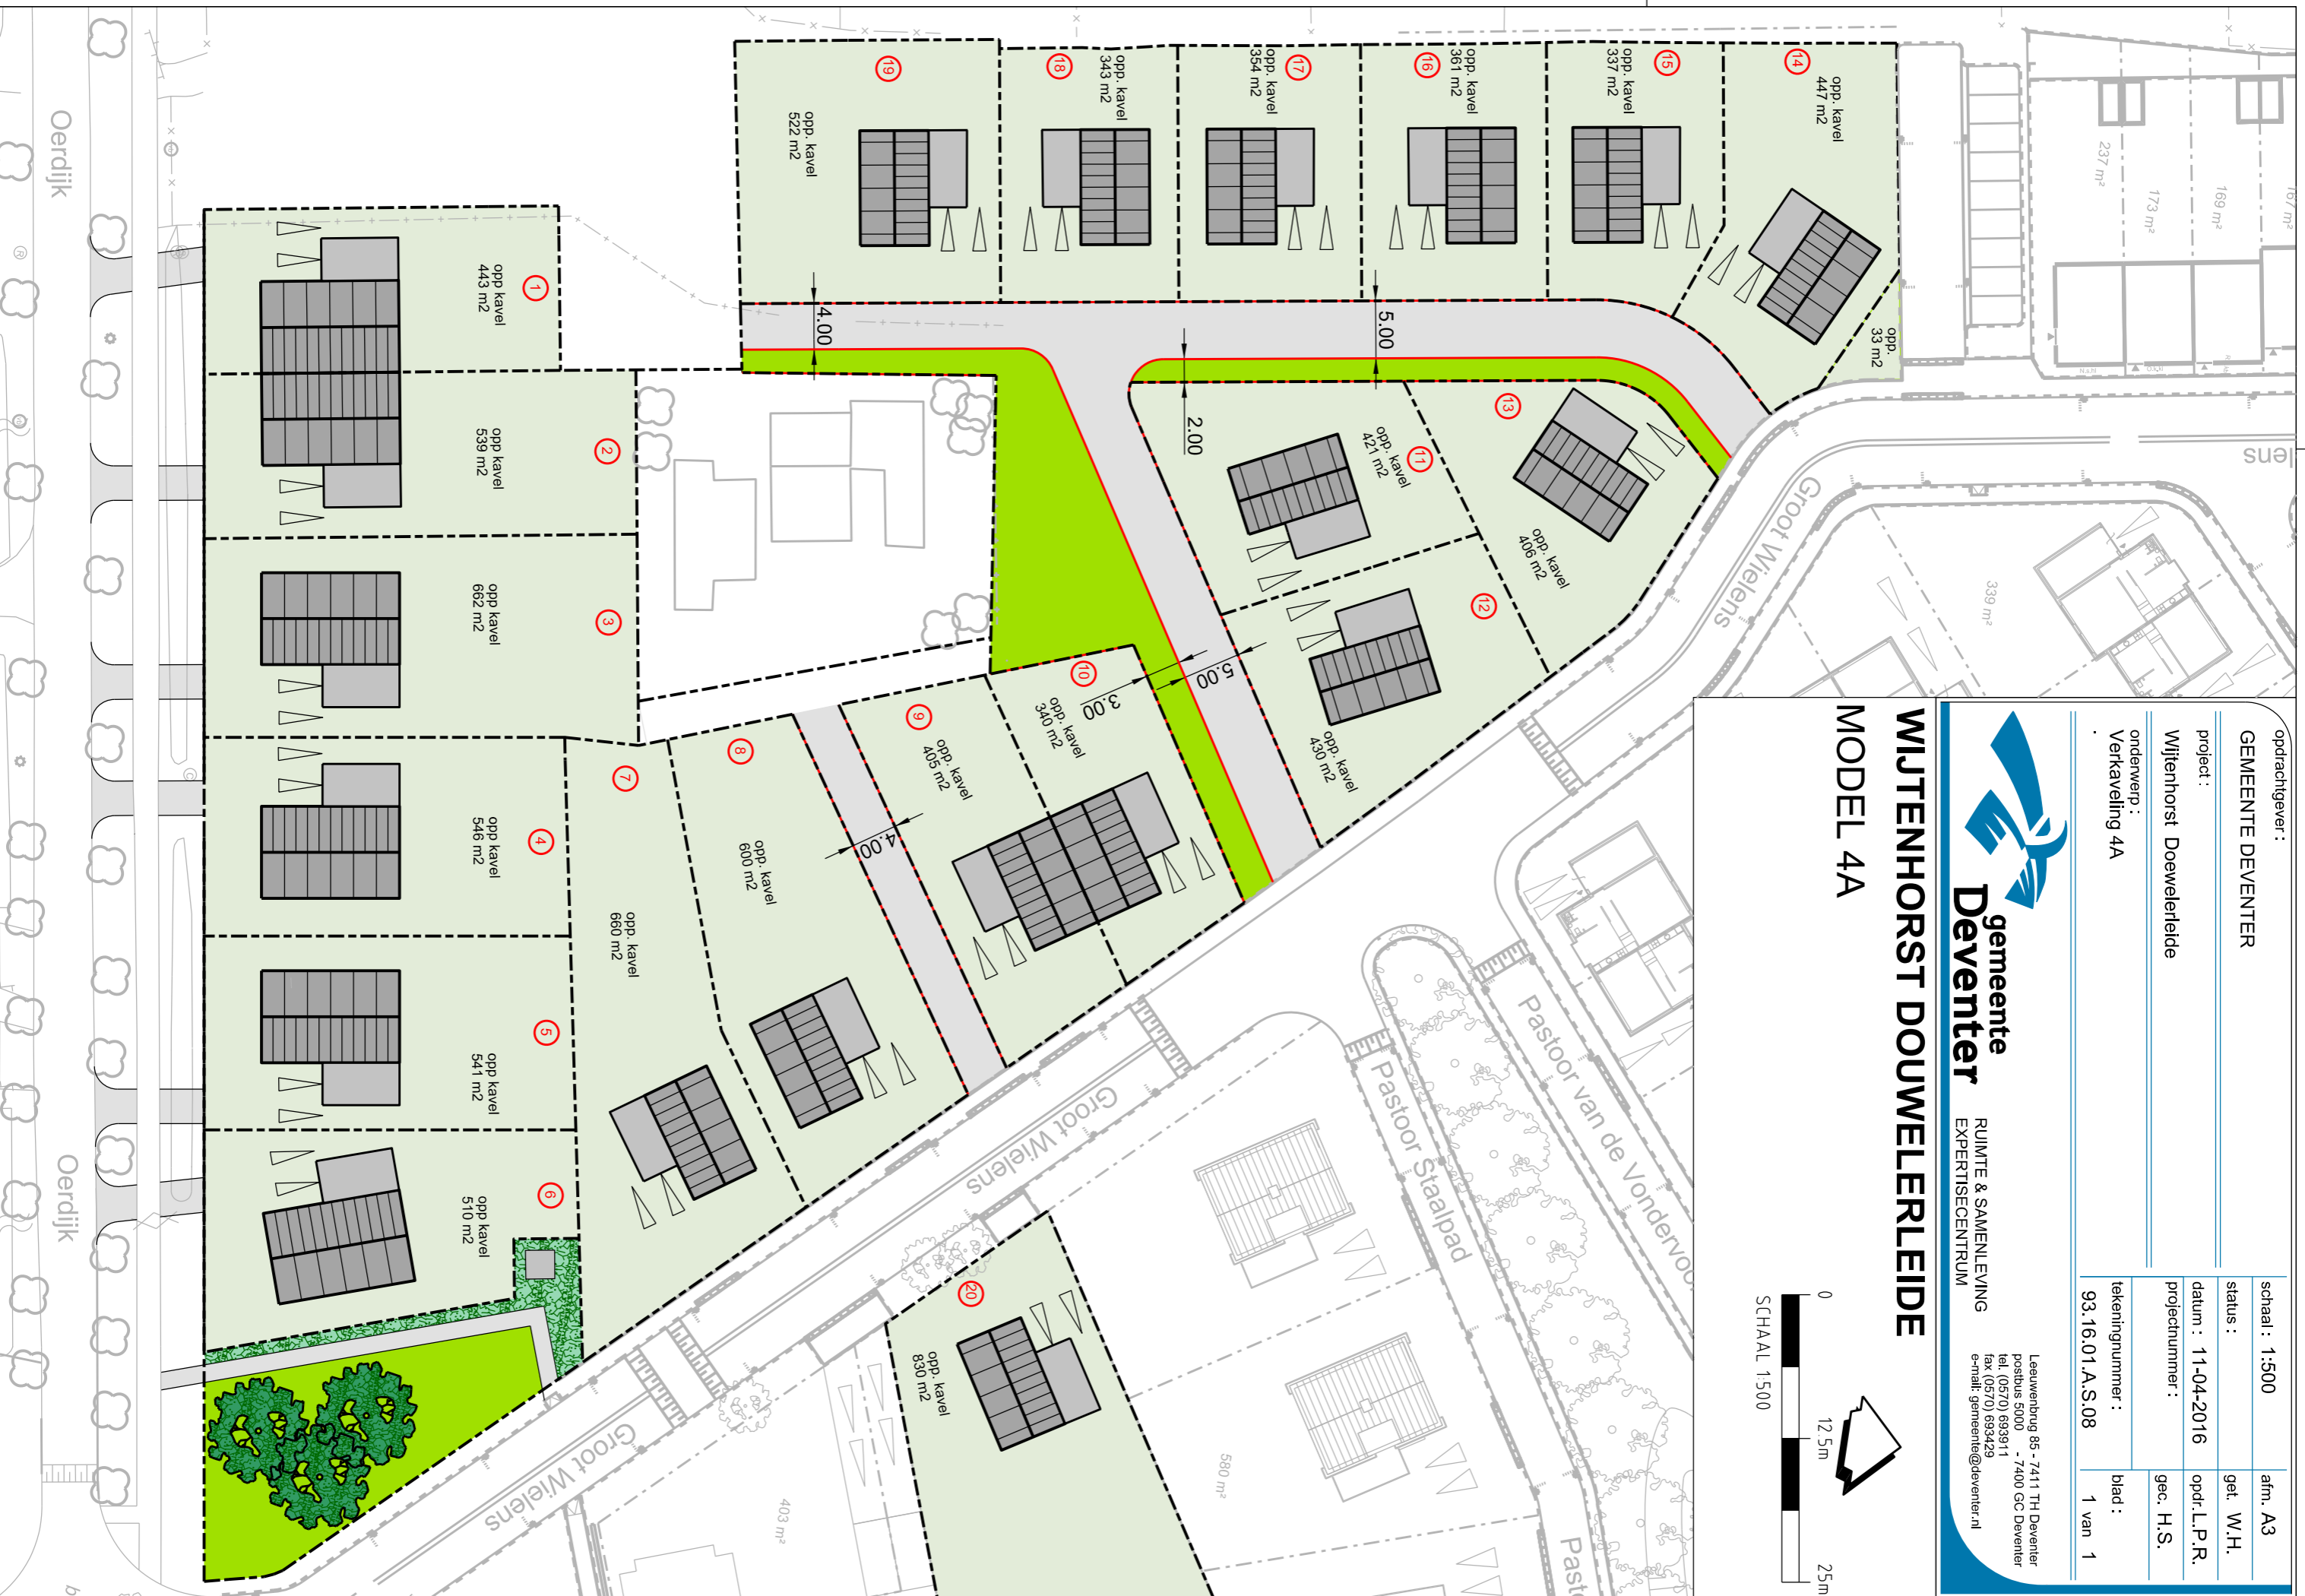 opdrachtgever :
GEMEENTE DEVENTER
project :
Wijtenhorst Doewelerleide
onderwerp :
Verkaveling 4A
.
schaal : 1:500
afm. A3
status :
get. W.H.
datum : 11-04-2016
opdr. L.P.R.
projectnummer :
gec. H.S.
tekeningnummer :
93.16.01.A.S.08
blad :
1 van 1
gemeente
Deventer
RUIMTE & SAMENLEVING
EXPERTISECENTRUM
Leeuwenbrug 85 - 7411 TH Deventer
postbus 5000 - 7400 GC Deventer
tel. (0570) 693911
fax (0570) 693429
e-mail: gemeente@deventer.nl
WIJTENHORST DOUWELERLEIDE
MODEL 4A
0
12.5m
25m
SCHAAL 1:500
1
opp kavel
443 m2
2
opp kavel
539 m2
3
opp kavel
662 m2
4
opp kavel
546 m2
5
opp kavel
541 m2
6
opp kavel
510 m2
7
opp. kavel
660 m2
8
opp. kavel
600 m2
9
opp. kavel
405 m2
10
opp. kavel
340 m2
11
opp. kavel
421 m2
12
opp. kavel
430 m2
13
opp. kavel
406 m2
14
opp. kavel
447 m2
opp.
33 m2
15
opp. kavel
337 m2
16
opp. kavel
361 m2
17
opp. kavel
354 m2
18
opp. kavel
343 m2
19
opp. kavel
522 m2
20
opp. kavel
830 m2
4.00
5.00
2.00
5.00
3.00
4.00
Oerdijk
Oerdijk
Groot Wielens
Groot Wielens
Groot Wielens
lens
Pastoor van de Vondervoo
Pastoor Staalpad
Pasto
237 m²
173 m²
169 m²
167 m²
339 m²
580 m²
403 m²